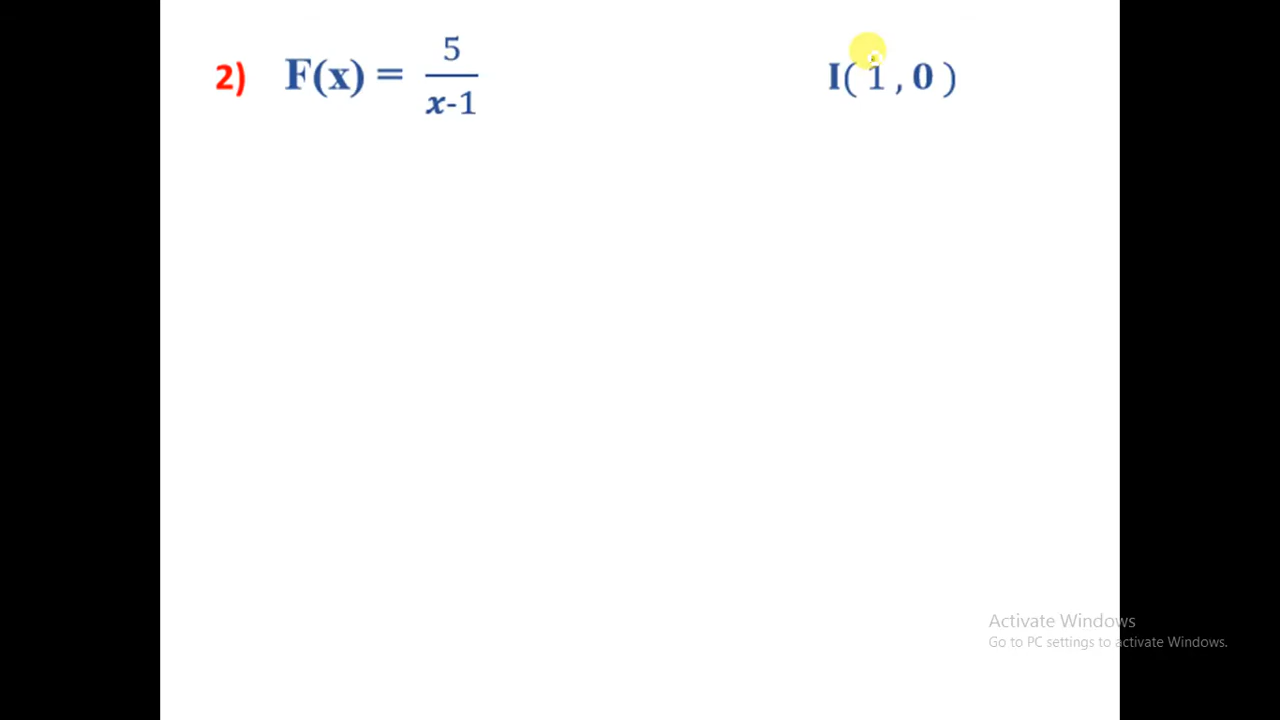 2) F(x) = 5/(x-1) I( 1 , 0 )
Activate Windows
Go to PC settings to activate Windows.